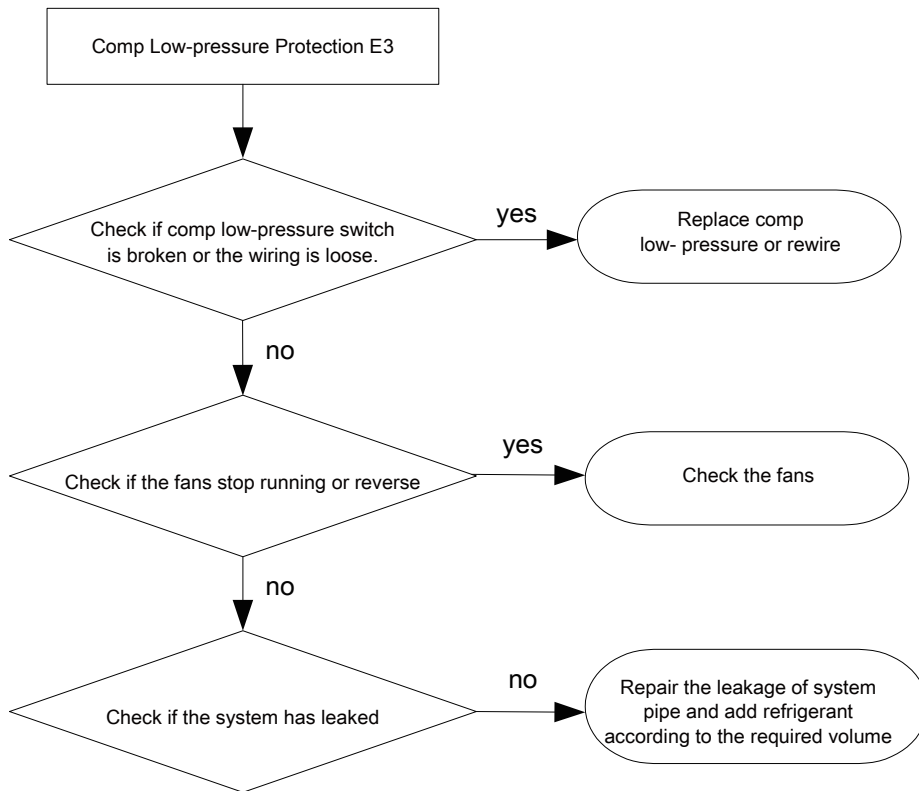 Comp Low-pressure Protection E3
Check if comp low-pressure switch
is broken or the wiring is loose.
yes
Replace comp
low- pressure or rewire
no
Check if the fans stop running or reverse
yes
Check the fans
no
Check if the system has leaked
no
Repair the leakage of system
pipe and add refrigerant
according to the required volume